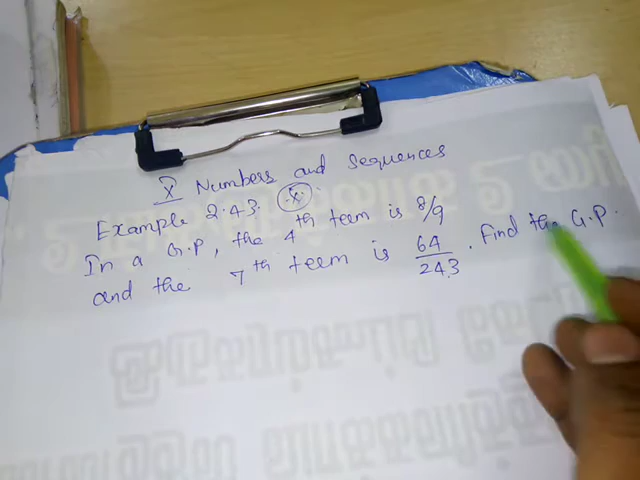 X Numbers and Sequences
Example 2.43. (X)
In a G.P, the 4th term is 8/9
and the 7th term is 64/243. Find the G.P.